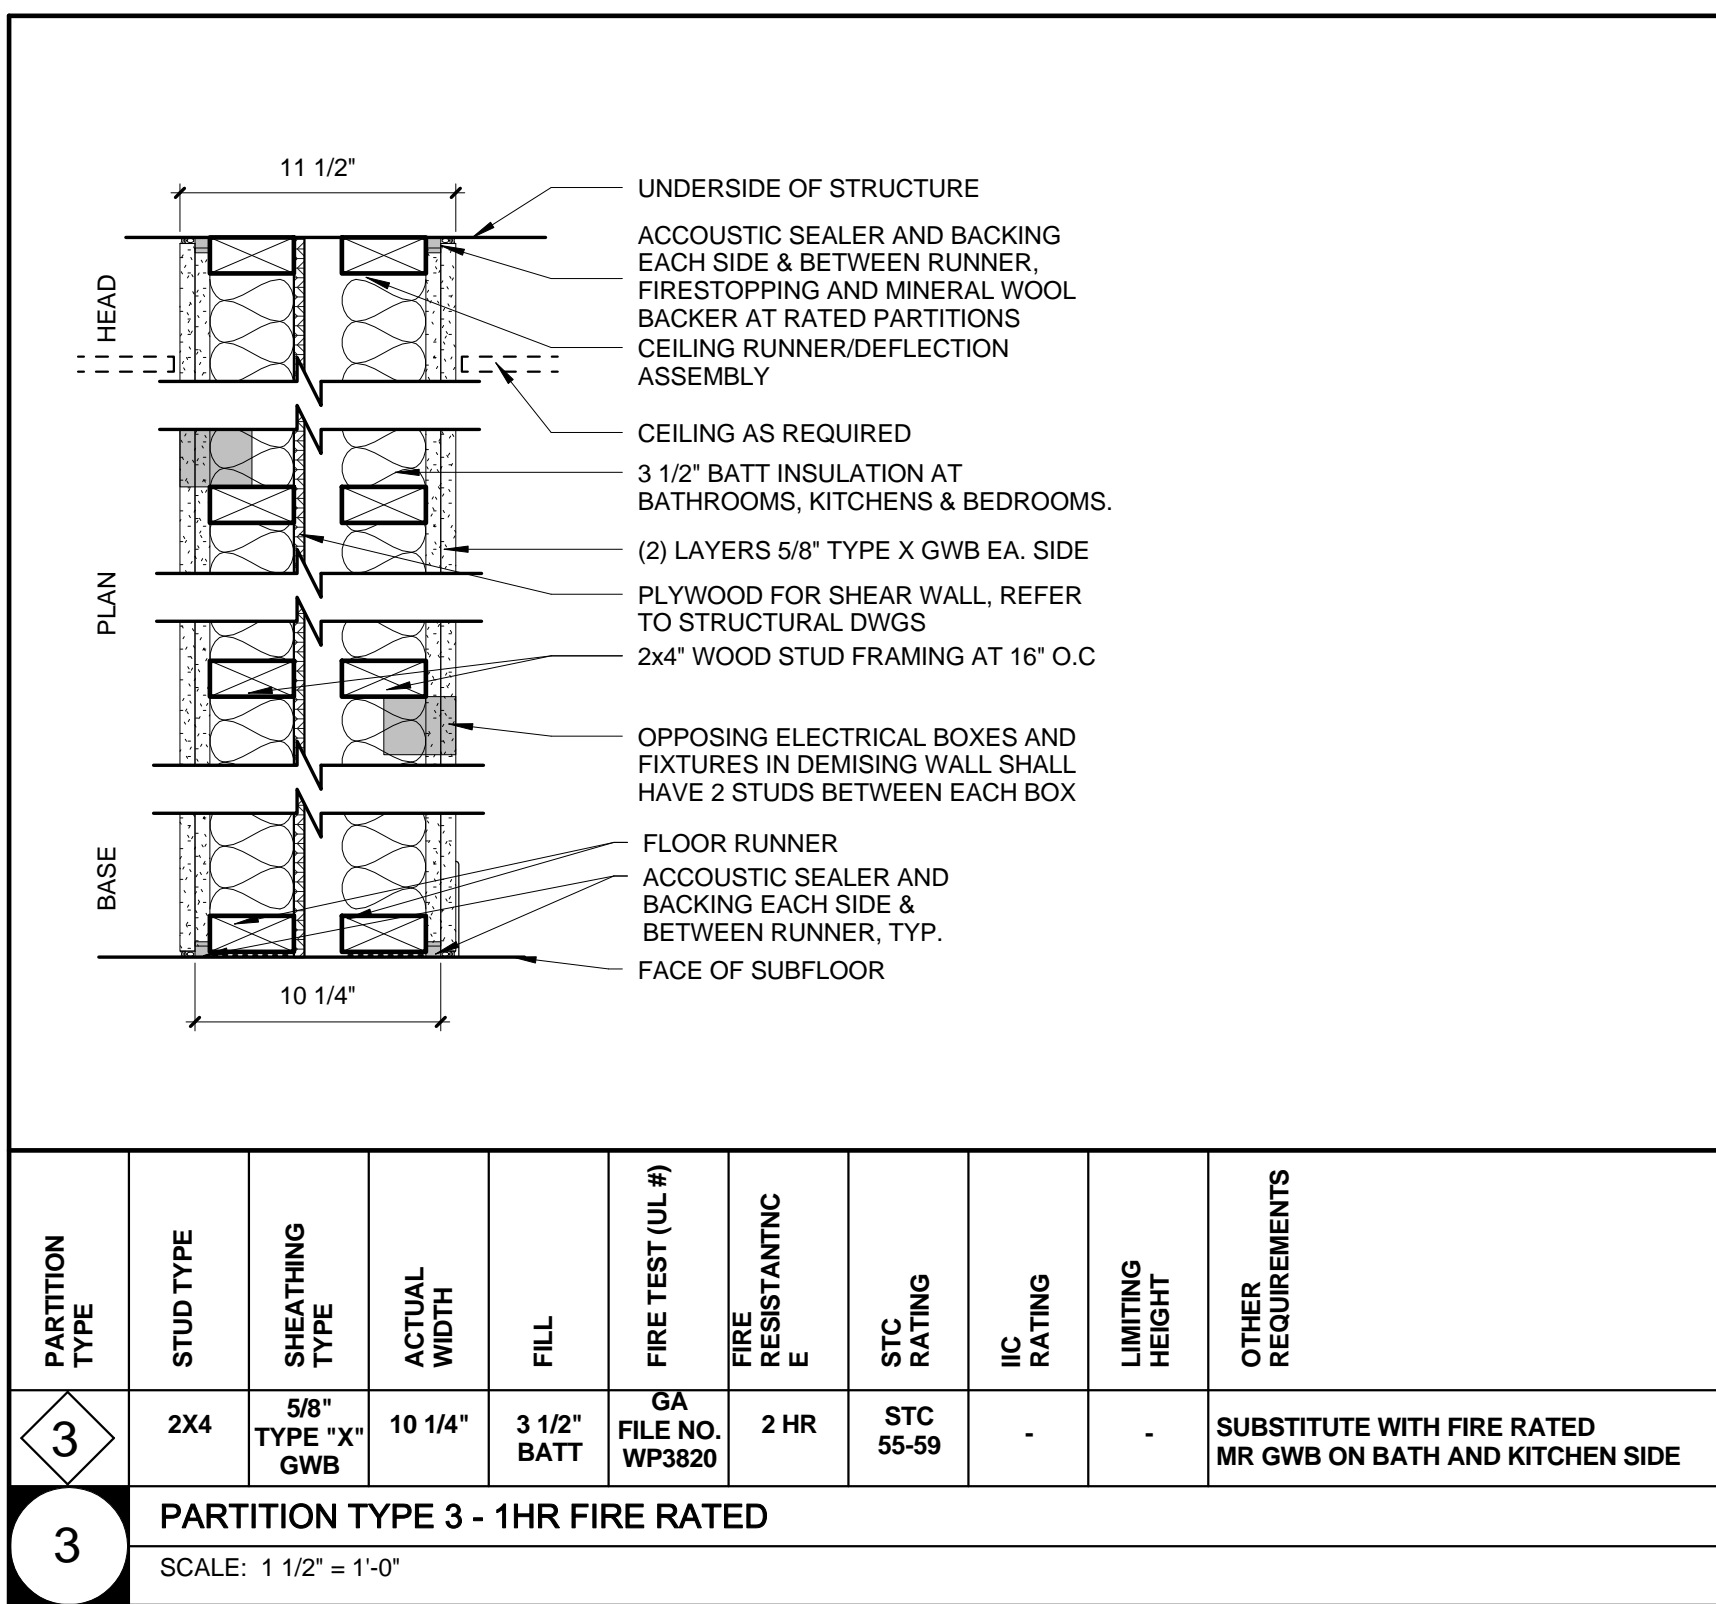 11 1/2"
UNDERSIDE OF STRUCTURE
ACCOUSTIC SEALER AND BACKING
EACH SIDE & BETWEEN RUNNER,
FIRESTOPPING AND MINERAL WOOL
BACKER AT RATED PARTITIONS
CEILING RUNNER/DEFLECTION
ASSEMBLY
HEAD
CEILING AS REQUIRED
3 1/2" BATT INSULATION AT
BATHROOMS, KITCHENS & BEDROOMS.
(2) LAYERS 5/8" TYPE X GWB EA. SIDE
PLYWOOD FOR SHEAR WALL, REFER
TO STRUCTURAL DWGS
PLAN
2x4" WOOD STUD FRAMING AT 16" O.C
OPPOSING ELECTRICAL BOXES AND
FIXTURES IN DEMISING WALL SHALL
HAVE 2 STUDS BETWEEN EACH BOX
FLOOR RUNNER
BASE
ACCOUSTIC SEALER AND
BACKING EACH SIDE &
BETWEEN RUNNER, TYP.
FACE OF SUBFLOOR
10 1/4"
PARTITION
TYPE
STUD TYPE
SHEATHING
TYPE
ACTUAL
WIDTH
FILL
FIRE TEST (UL #)
FIRE
RESISTANTNC
E
STC
RATING
IIC
RATING
LIMITING
HEIGHT
OTHER
REQUIREMENTS
3
2X4
5/8"
TYPE "X"
GWB
10 1/4"
3 1/2"
BATT
GA
FILE NO.
WP3820
2 HR
STC
55-59
-
-
SUBSTITUTE WITH FIRE RATED
MR GWB ON BATH AND KITCHEN SIDE
3
PARTITION TYPE 3 - 1HR FIRE RATED
SCALE: 1 1/2" = 1'-0"